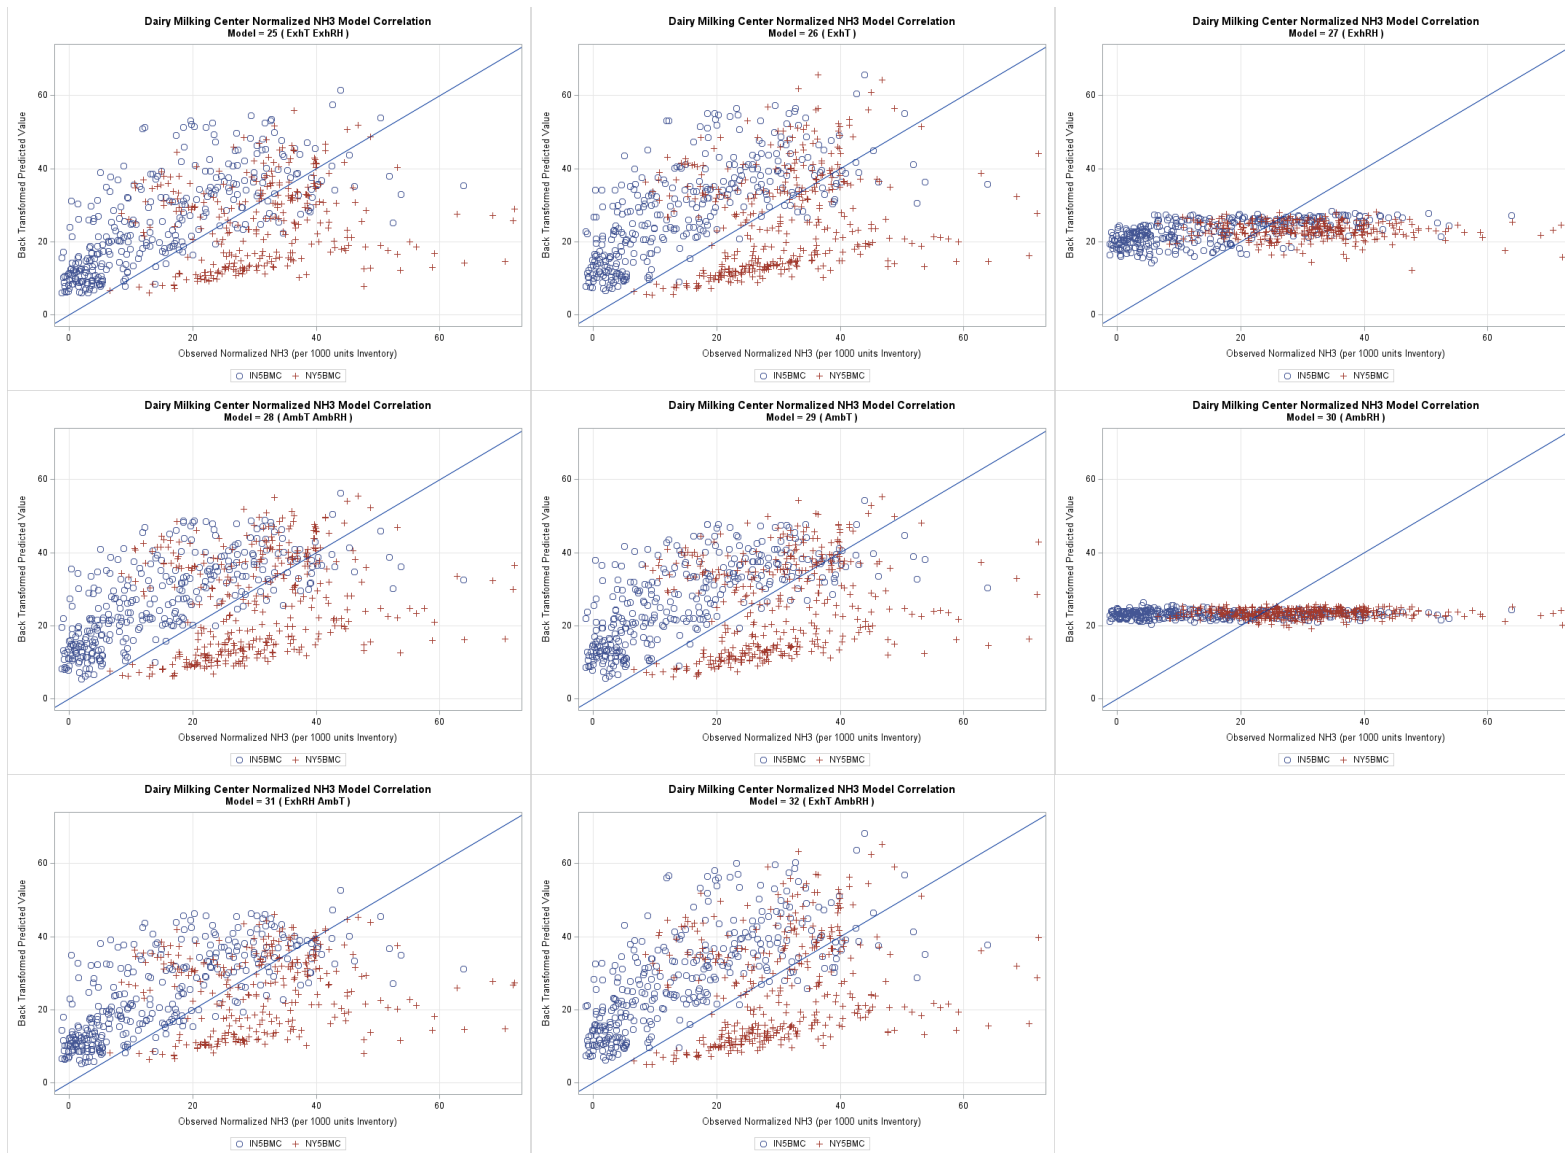 Dairy Milking Center Normalized NH3 Model Correlation
Model = 25 ( ExhT ExhRH )
Back Transformed Predicted Value
60
40
20
0
0 20 40 60
Observed Normalized NH3 (per 1000 units Inventory)
IN5BMC NY5BMC
Dairy Milking Center Normalized NH3 Model Correlation
Model = 26 ( ExhT )
Back Transformed Predicted Value
60
40
20
0
0 20 40 60
Observed Normalized NH3 (per 1000 units Inventory)
IN5BMC NY5BMC
Dairy Milking Center Normalized NH3 Model Correlation
Model = 27 ( ExhRH )
Back Transformed Predicted Value
60
40
20
0
0 20 40 60
Observed Normalized NH3 (per 1000 units Inventory)
IN5BMC NY5BMC
Dairy Milking Center Normalized NH3 Model Correlation
Model = 28 ( AmbT AmbRH )
Back Transformed Predicted Value
60
40
20
0
0 20 40 60
Observed Normalized NH3 (per 1000 units Inventory)
IN5BMC NY5BMC
Dairy Milking Center Normalized NH3 Model Correlation
Model = 29 ( AmbT )
Back Transformed Predicted Value
60
40
20
0
0 20 40 60
Observed Normalized NH3 (per 1000 units Inventory)
IN5BMC NY5BMC
Dairy Milking Center Normalized NH3 Model Correlation
Model = 30 ( AmbRH )
Back Transformed Predicted Value
60
40
20
0
0 20 40 60
Observed Normalized NH3 (per 1000 units Inventory)
IN5BMC NY5BMC
Dairy Milking Center Normalized NH3 Model Correlation
Model = 31 ( ExhRH AmbT )
Back Transformed Predicted Value
60
40
20
0
0 20 40 60
Observed Normalized NH3 (per 1000 units Inventory)
IN5BMC NY5BMC
Dairy Milking Center Normalized NH3 Model Correlation
Model = 32 ( ExhT AmbRH )
Back Transformed Predicted Value
60
40
20
0
0 20 40 60
Observed Normalized NH3 (per 1000 units Inventory)
IN5BMC NY5BMC